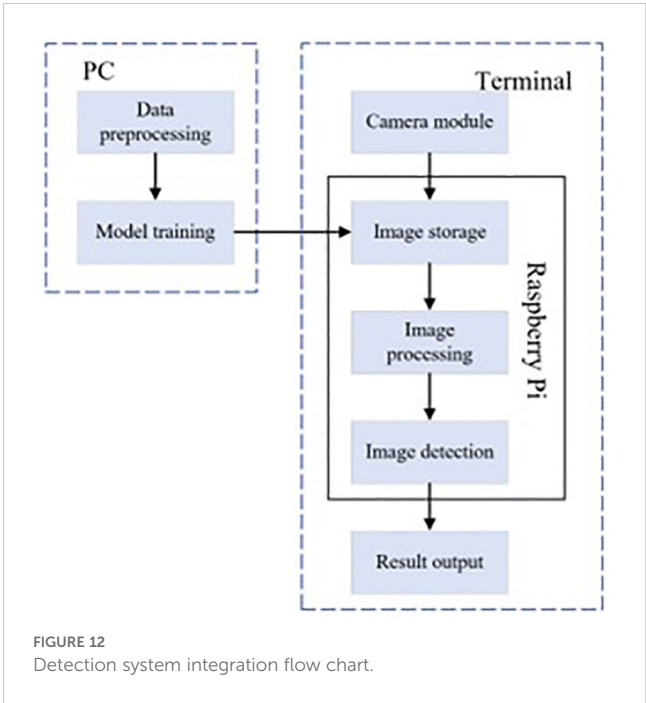 PC
Data
preprocessing
Model training
Terminal
Camera module
Image storage
Image
processing
Image detection
Raspberry Pi
Result output
FIGURE 12
Detection system integration flow chart.